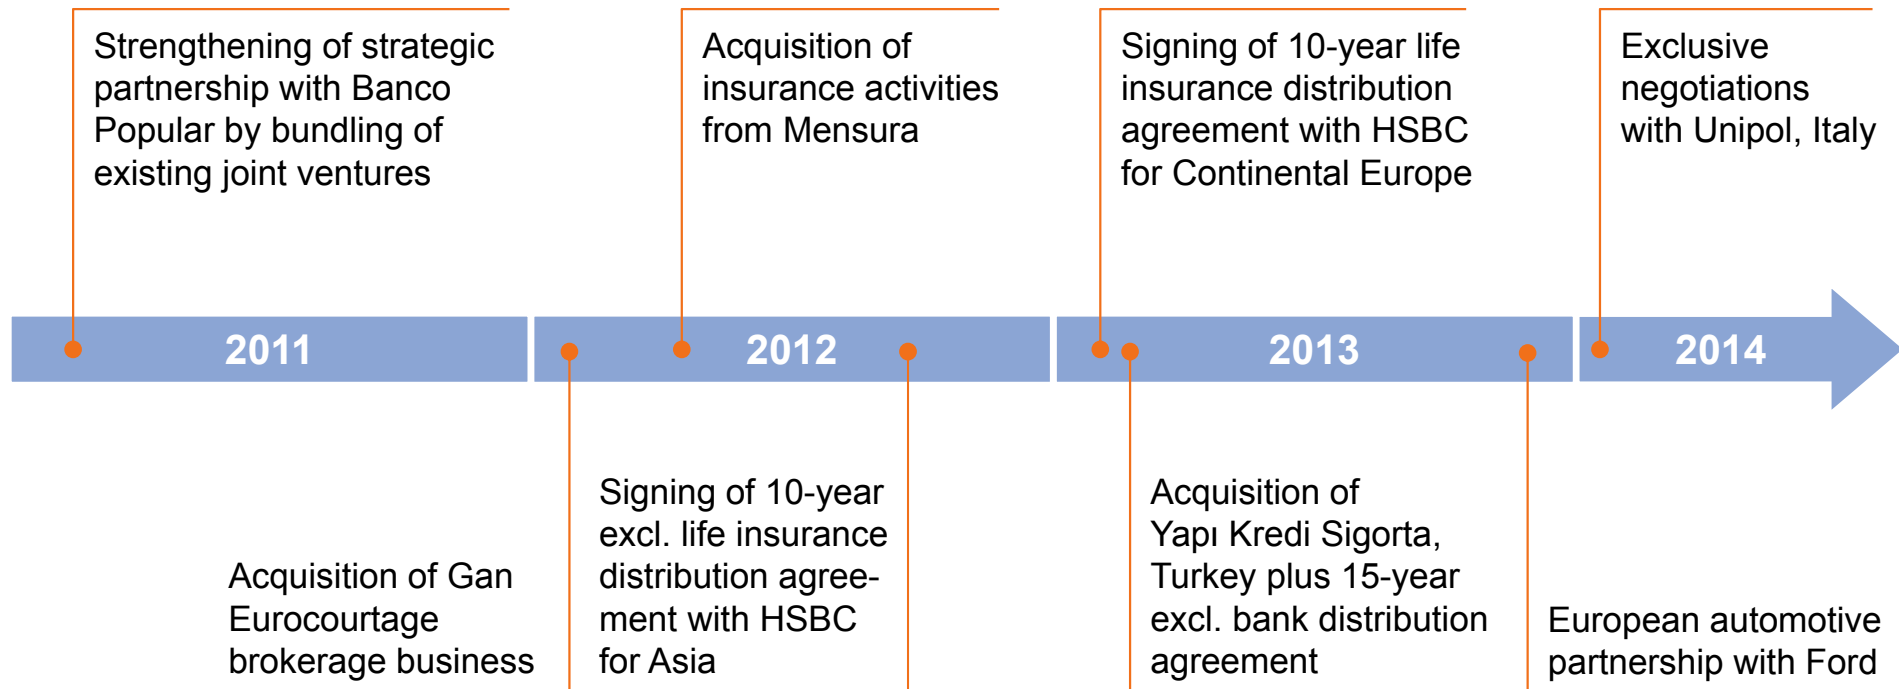 Strengthening of strategic
partnership with Banco
Popular by bundling of
existing joint ventures
Acquisition of
insurance activities
from Mensura
Signing of 10-year life
insurance distribution
agreement with HSBC
for Continental Europe
Exclusive
negotiations
with Unipol, Italy
2011
2012
2013
2014
Acquisition of Gan
Eurocourtage
brokerage business
Signing of 10-year
excl. life insurance
distribution agree-
ment with HSBC
for Asia
Acquisition of
Yapı Kredi Sigorta,
Turkey plus 15-year
excl. bank distribution
agreement
European automotive
partnership with Ford